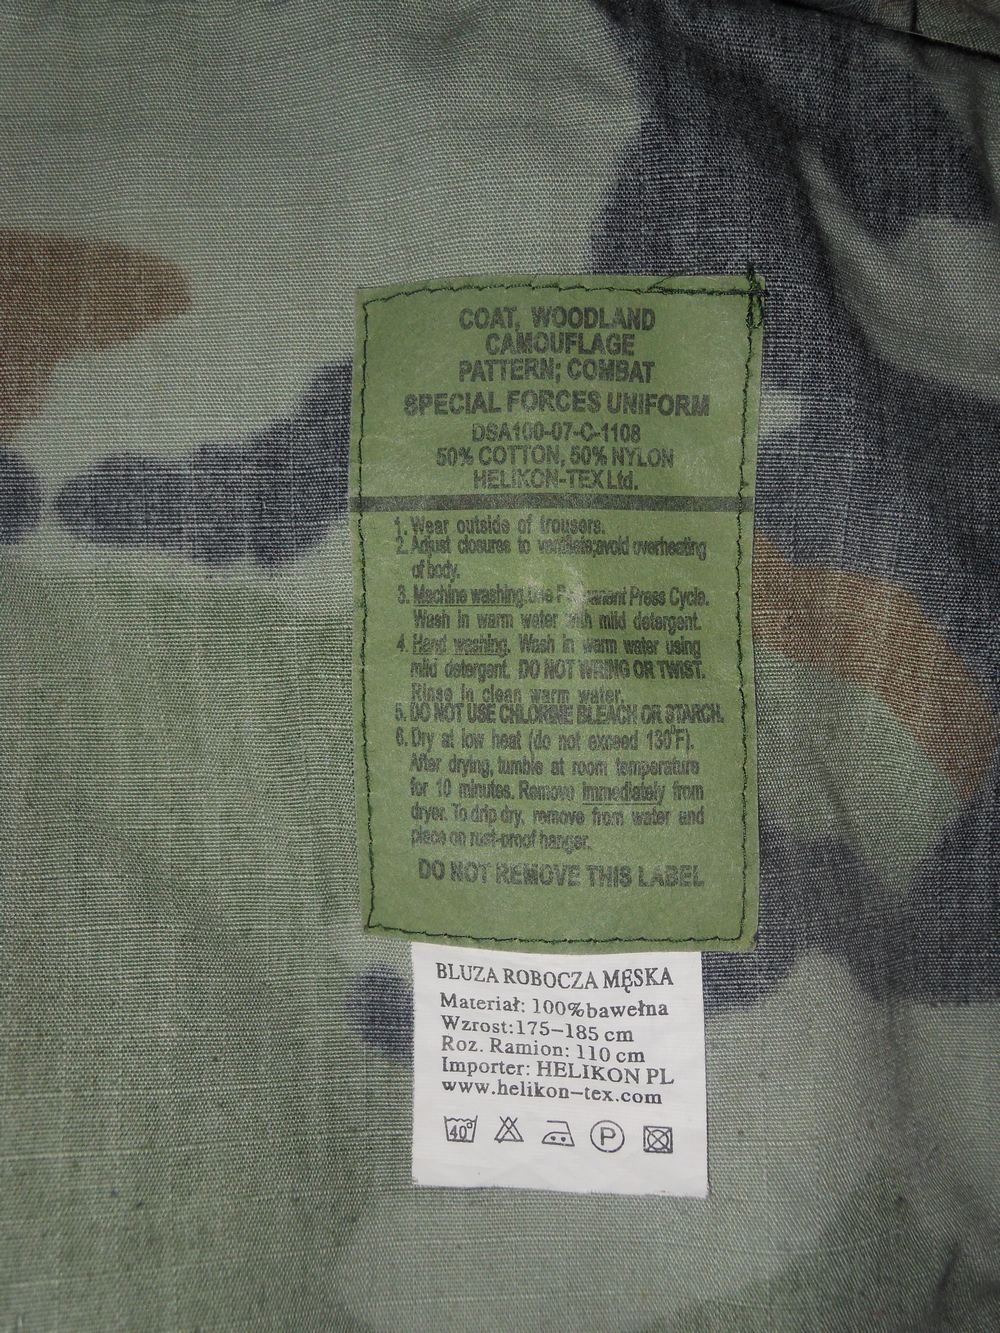 COAT, WOODLAND
CAMOUFLAGE
PATTERN; COMBAT
SPECIAL FORCES UNIFORM
DSA100-07-C-1108
50% COTTON, 50% NYLON
HELIKON-TEX Ltd.
1. Wear outside of trousers.
2. Adjust closures to ventilate;avoid overheating
of body.
3. Machine washing.Use Permanent Press Cycle.
Wash in warm water with mild detergent.
4. Hand washing. Wash in warm water using
mild detergent. DO NOT WRING OR TWIST.
Rinse in clean warm water.
5. DO NOT USE CHLORINE BLEACH OR STARCH.
6. Dry at low heat (do not exceed 130°F).
After drying, tumble at room temperature
for 10 minutes. Remove immediately from
dryer. To drip dry, remove from water and
place on rust-proof hanger.
DO NOT REMOVE THIS LABEL
BLUZA ROBOCZA MĘSKA
Materiał: 100%bawełna
Wzrost:175-185 cm
Roz. Ramion: 110 cm
Importer: HELIKON PL
www.helikon-tex.com
40° P